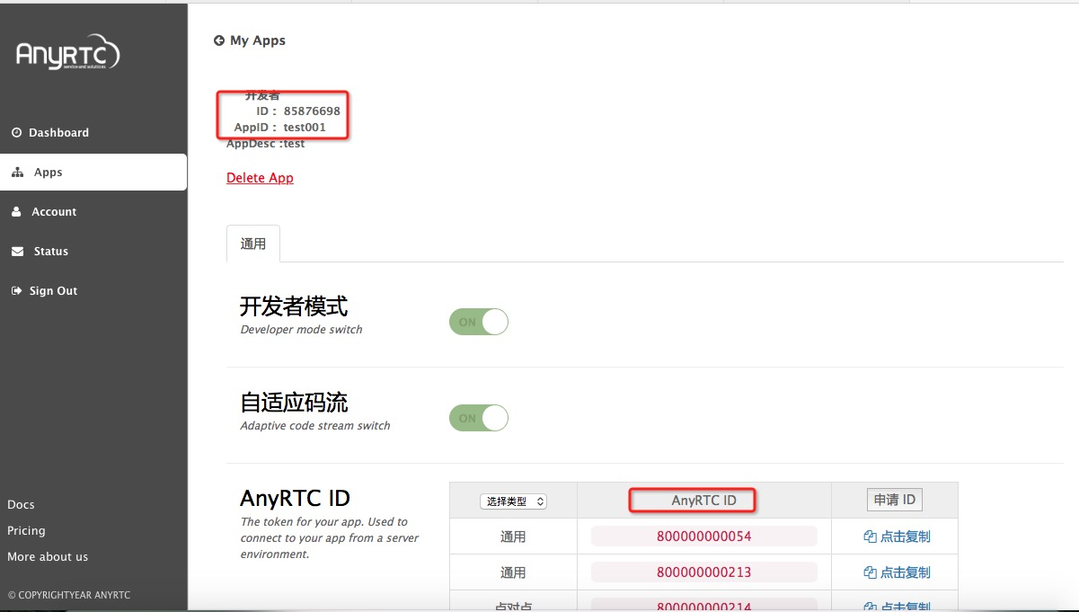 AnyRTC
service and solutions
Dashboard
Apps
Account
Status
Sign Out
Docs
Pricing
More about us
© COPYRIGHTYEAR ANYRTC
My Apps
开发者
ID： 85876698
AppID： test001
AppDesc :test
Delete App
通用
开发者模式
Developer mode switch
ON
自适应码流
Adaptive code stream switch
ON
AnyRTC ID
The token for your app. Used to
connect to your app from a server
environment.
选择类型 AnyRTC ID 申请 ID
通用 800000000054 点击复制
通用 800000000213 点击复制
点对点 800000000214 点击复制